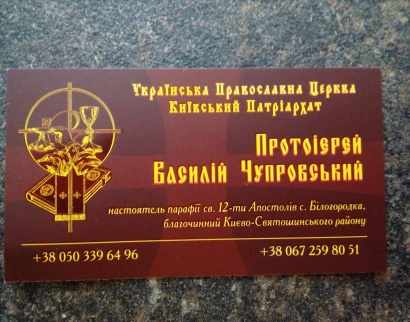 Українська Православна Церква
Київський Патріархат
Протоієрей
Василій Чупровський
настоятель парафії св. 12-ти Апостолів с. Білогородка,
благочинний Києво-Святошинського району
+38 050 339 64 96
+38 067 259 80 51